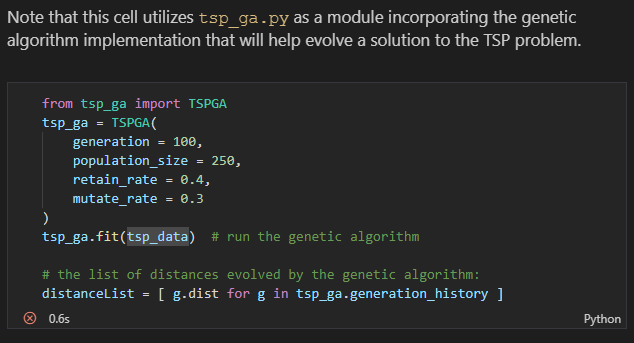 Note that this cell utilizes tsp_ga.py as a module incorporating the genetic
algorithm implementation that will help evolve a solution to the TSP problem.
from tsp_ga import TSPGA
tsp_ga = TSPGA(
    generation = 100,
    population_size = 250,
    retain_rate = 0.4,
    mutate_rate = 0.3
)
tsp_ga.fit(tsp_data)  # run the genetic algorithm
# the list of distances evolved by the genetic algorithm:
distanceList = [ g.dist for g in tsp_ga.generation_history ]
0.6s Python